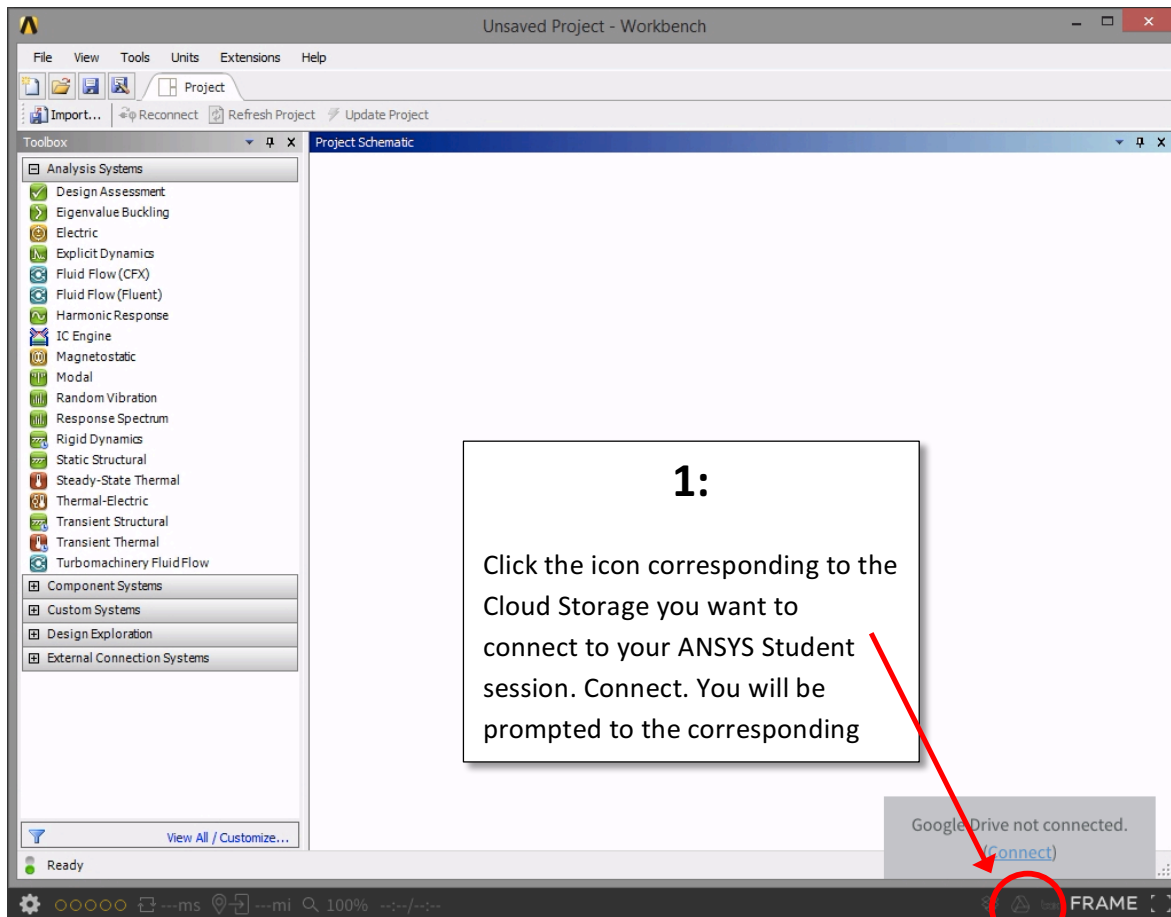 Unsaved Project - Workbench
File View Tools Units Extensions Help
Project
Import... Reconnect Refresh Project Update Project
Toolbox
Project Schematic
Analysis Systems
Design Assessment
Eigenvalue Buckling
Electric
Explicit Dynamics
Fluid Flow (CFX)
Fluid Flow (Fluent)
Harmonic Response
IC Engine
Magnetostatic
Modal
Random Vibration
Response Spectrum
Rigid Dynamics
Static Structural
Steady-State Thermal
Thermal-Electric
Transient Structural
Transient Thermal
Turbomachinery Fluid Flow
Component Systems
Custom Systems
Design Exploration
External Connection Systems
1:
Click the icon corresponding to the
Cloud Storage you want to
connect to your ANSYS Student
session. Connect. You will be
prompted to the corresponding
Google Drive not connected.
(Connect)
View All / Customize...
Ready
---ms ---mi 100% --:--/--:--
FRAME